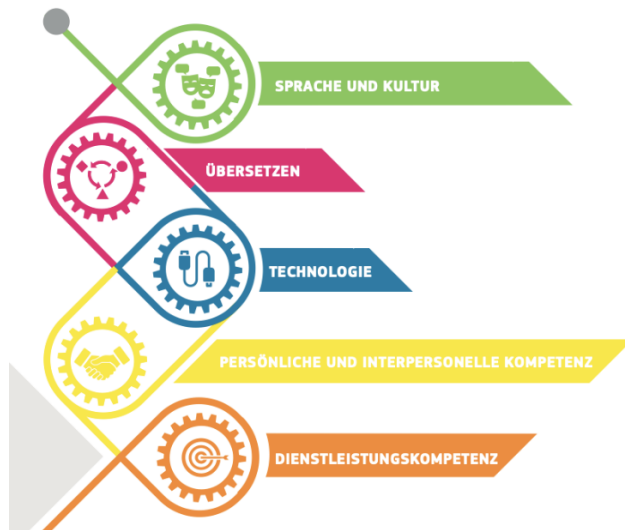 SPRACHE UND KULTUR
ÜBERSETZEN
TECHNOLOGIE
PERSÖNLICHE UND INTERPERSONELLE KOMPETENZ
DIENSTLEISTUNGSKOMPETENZ